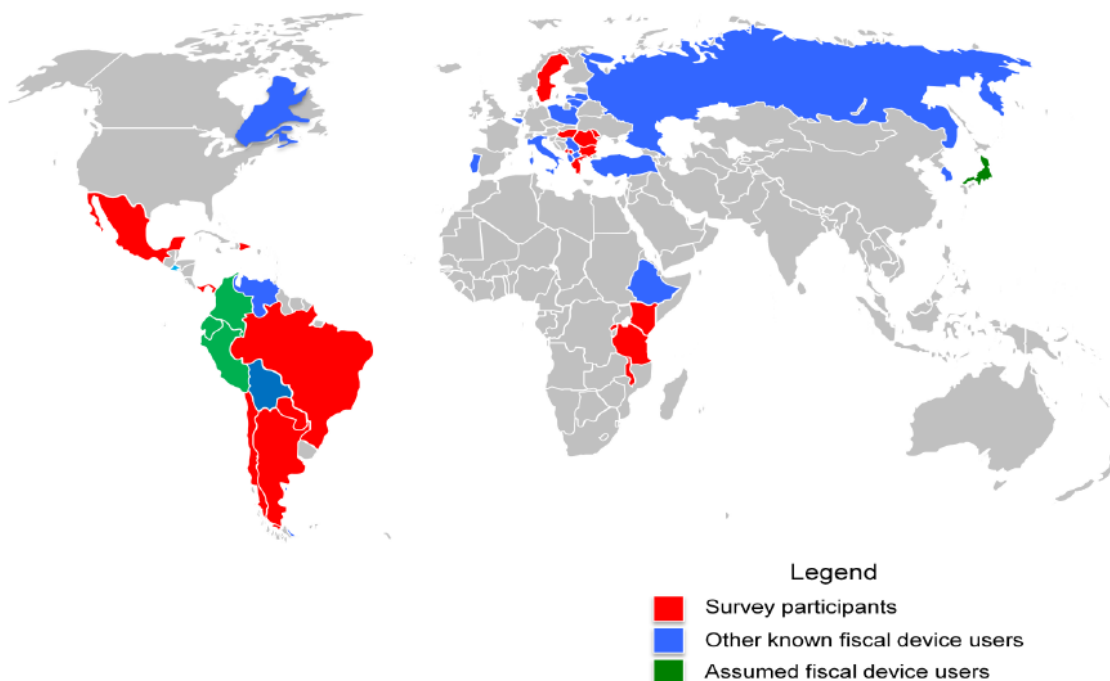 Legend
Survey participants
Other known fiscal device users
Assumed fiscal device users